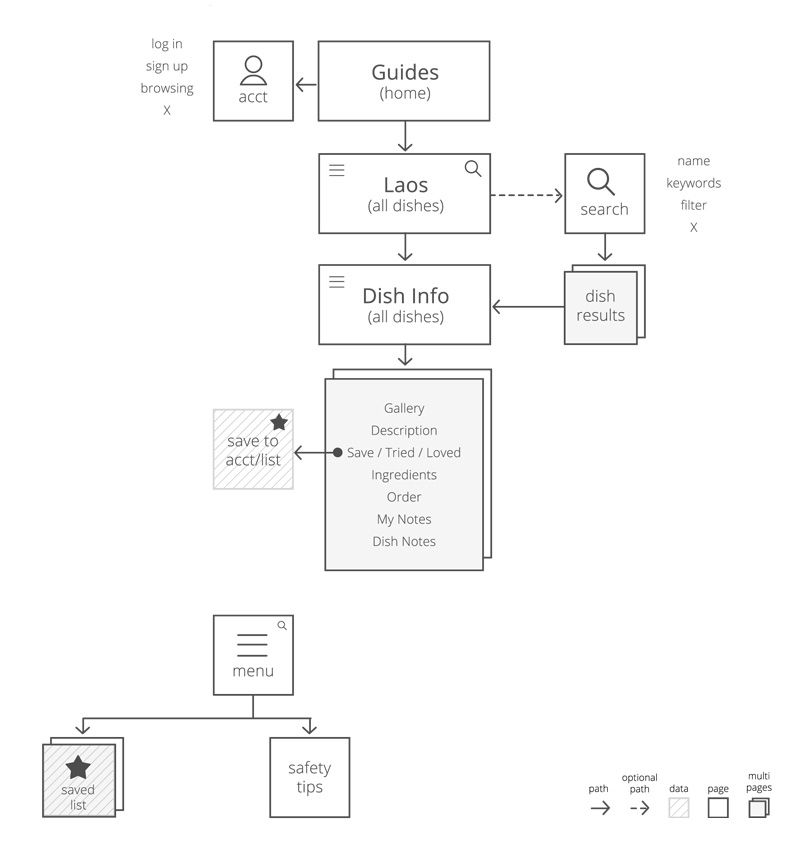 log in
sign up
browsing
X
acct
Guides
(home)
Laos
(all dishes)
search
name
keywords
filter
X
Dish Info
(all dishes)
dish
results
Gallery
Description
Save / Tried / Loved
Ingredients
Order
My Notes
Dish Notes
save to
acct/list
menu
saved
list
safety
tips
path
optional
path
data
page
multi
pages